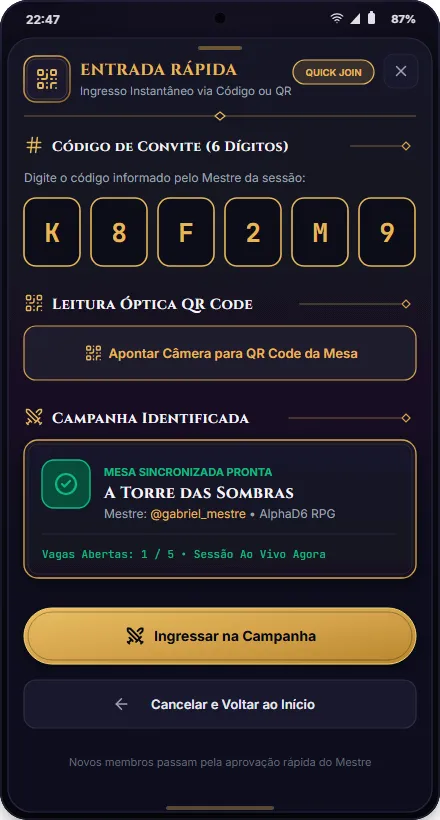 22:47
87%
ENTRADA RÁPIDA
QUICK JOIN
Ingresso Instantâneo via Código ou QR
Código de Convite (6 Dígitos)
Digite o código informado pelo Mestre da sessão:
K 8 F 2 M 9
Leitura Óptica QR Code
Apontar Câmera para QR Code da Mesa
Campanha Identificada
MESA SINCRONIZADA PRONTA
A Torre das Sombras
Mestre: @gabriel_mestre • AlphaD6 RPG
Vagas Abertas: 1 / 5 • Sessão Ao Vivo Agora
Ingressar na Campanha
Cancelar e Voltar ao Início
Novos membros passam pela aprovação rápida do Mestre